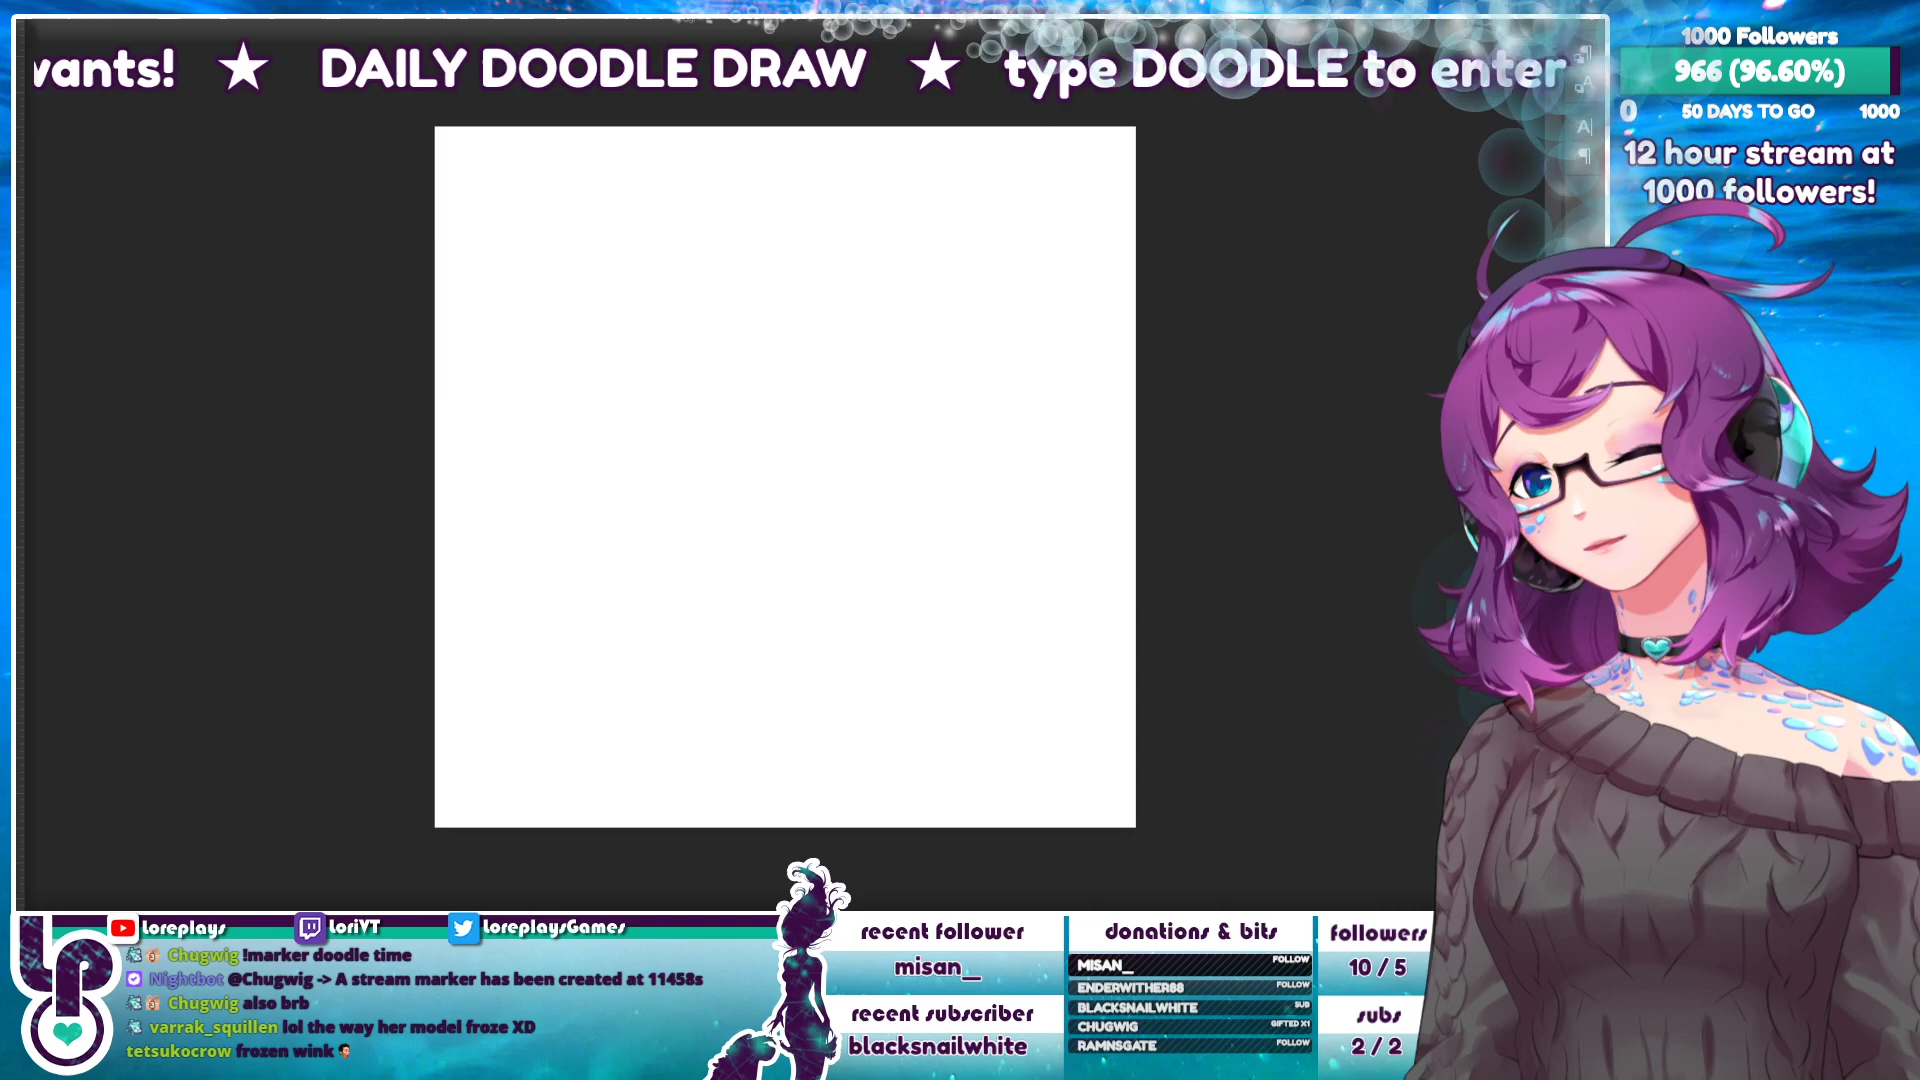 vants! ★ DAILY DOODLE DRAW ★ type DOODLE to enter
1000 Followers
966 (96.60%)
0 50 DAYS TO GO 1000
12 hour stream at
1000 followers!
Loreplays LoriVT LoreplaysGames
Chugwig !marker doodle time
Nightbot @Chugwig -> A stream marker has been created at 11458s
Chugwig also brb
varrak_squillen lol the way her model froze XD
tetsukocrow frozen wink
recent follower
misan__
recent subscriber
blacksnailwhite
donations & bits
MISAN__ FOLLOW
ENDERWITHER88 FOLLOW
BLACKSNAILWHITE SUB
CHUGWIG GIFTED X1
RAMNSGATE FOLLOW
followers
10 / 5
subs
2 / 2